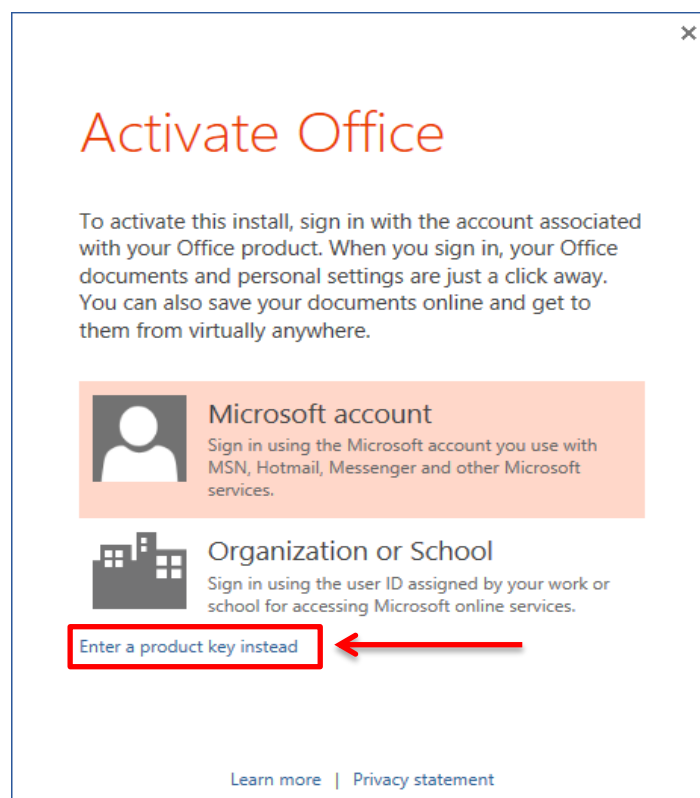 Activate Office
To activate this install, sign in with the account associated
with your Office product. When you sign in, your Office
documents and personal settings are just a click away.
You can also save your documents online and get to
them from virtually anywhere.
Microsoft account
Sign in using the Microsoft account you use with
MSN, Hotmail, Messenger and other Microsoft
services.
Organization or School
Sign in using the user ID assigned by your work or
school for accessing Microsoft online services.
Enter a product key instead
Learn more | Privacy statement